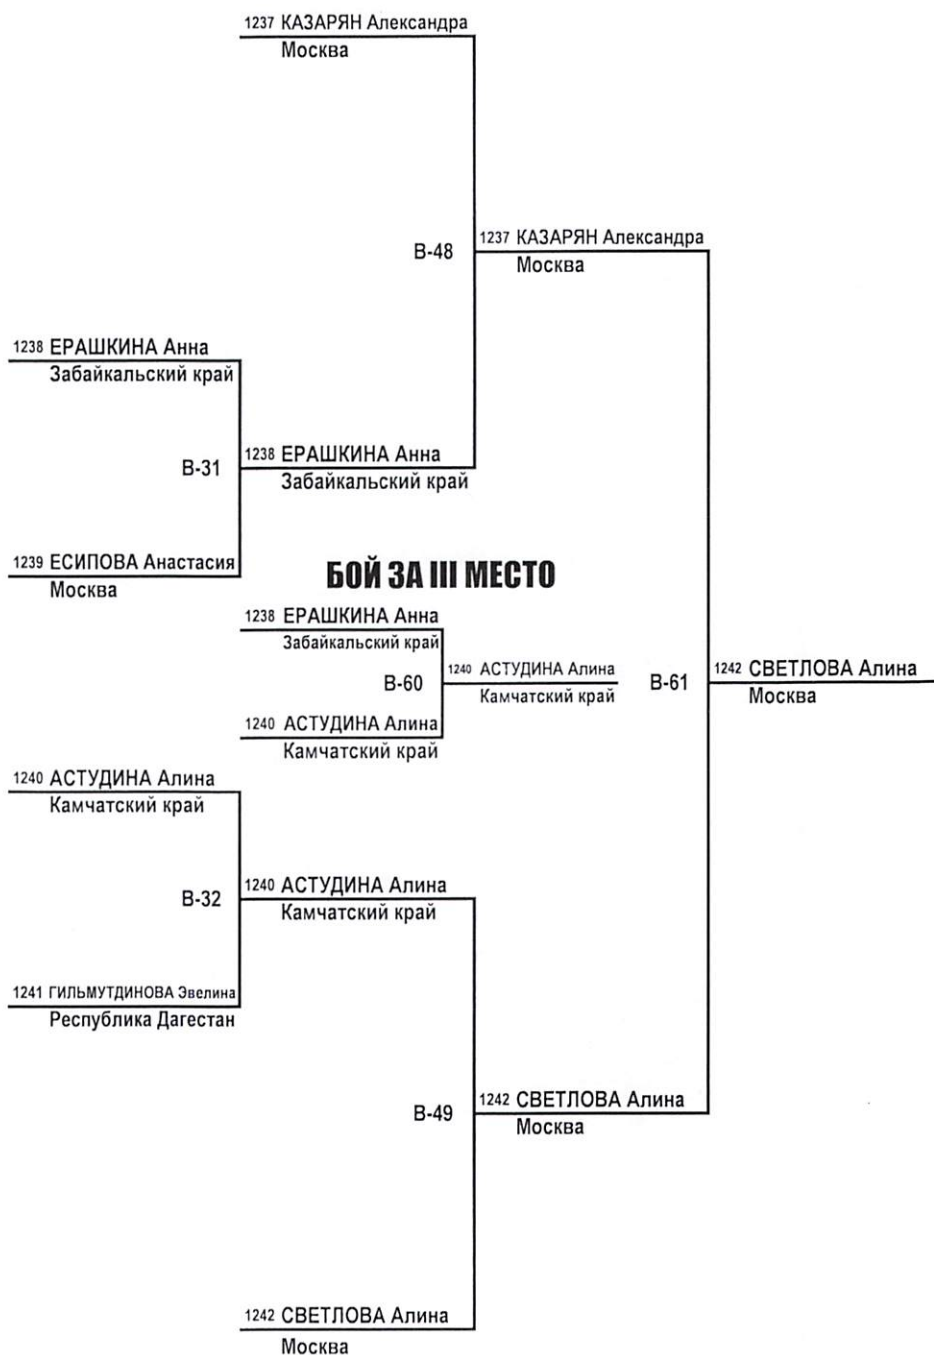 1237 КАЗАРЯН Александра
Москва
B-48
1237 КАЗАРЯН Александра
Москва
1238 ЕРАШКИНА Анна
Забайкальский край
B-31
1238 ЕРАШКИНА Анна
Забайкальский край
1239 ЕСИПОВА Анастасия
Москва
БОЙ ЗА III МЕСТО
1238 ЕРАШКИНА Анна
Забайкальский край
B-60
1240 АСТУДИНА Алина
Камчатский край
1240 АСТУДИНА Алина
Камчатский край
B-61
1242 СВЕТЛОВА Алина
Москва
1240 АСТУДИНА Алина
Камчатский край
B-32
1240 АСТУДИНА Алина
Камчатский край
1241 ГИЛЬМУТДИНОВА Эвелина
Республика Дагестан
B-49
1242 СВЕТЛОВА Алина
Москва
1242 СВЕТЛОВА Алина
Москва